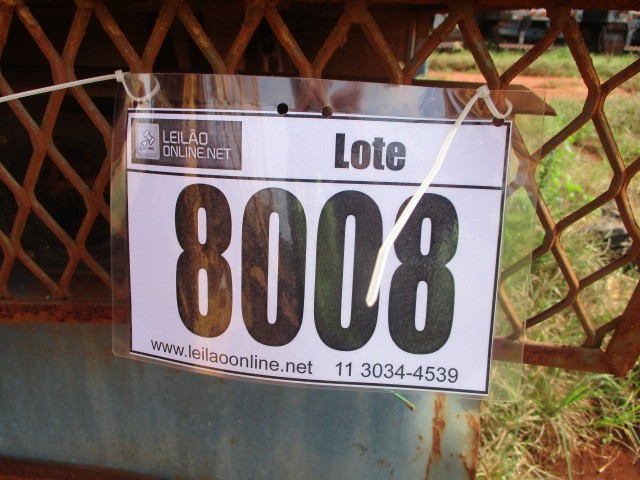 LEILÃO
ONLINE.NET
Lote
8008
www.leilaoonline.net 11 3034-4539